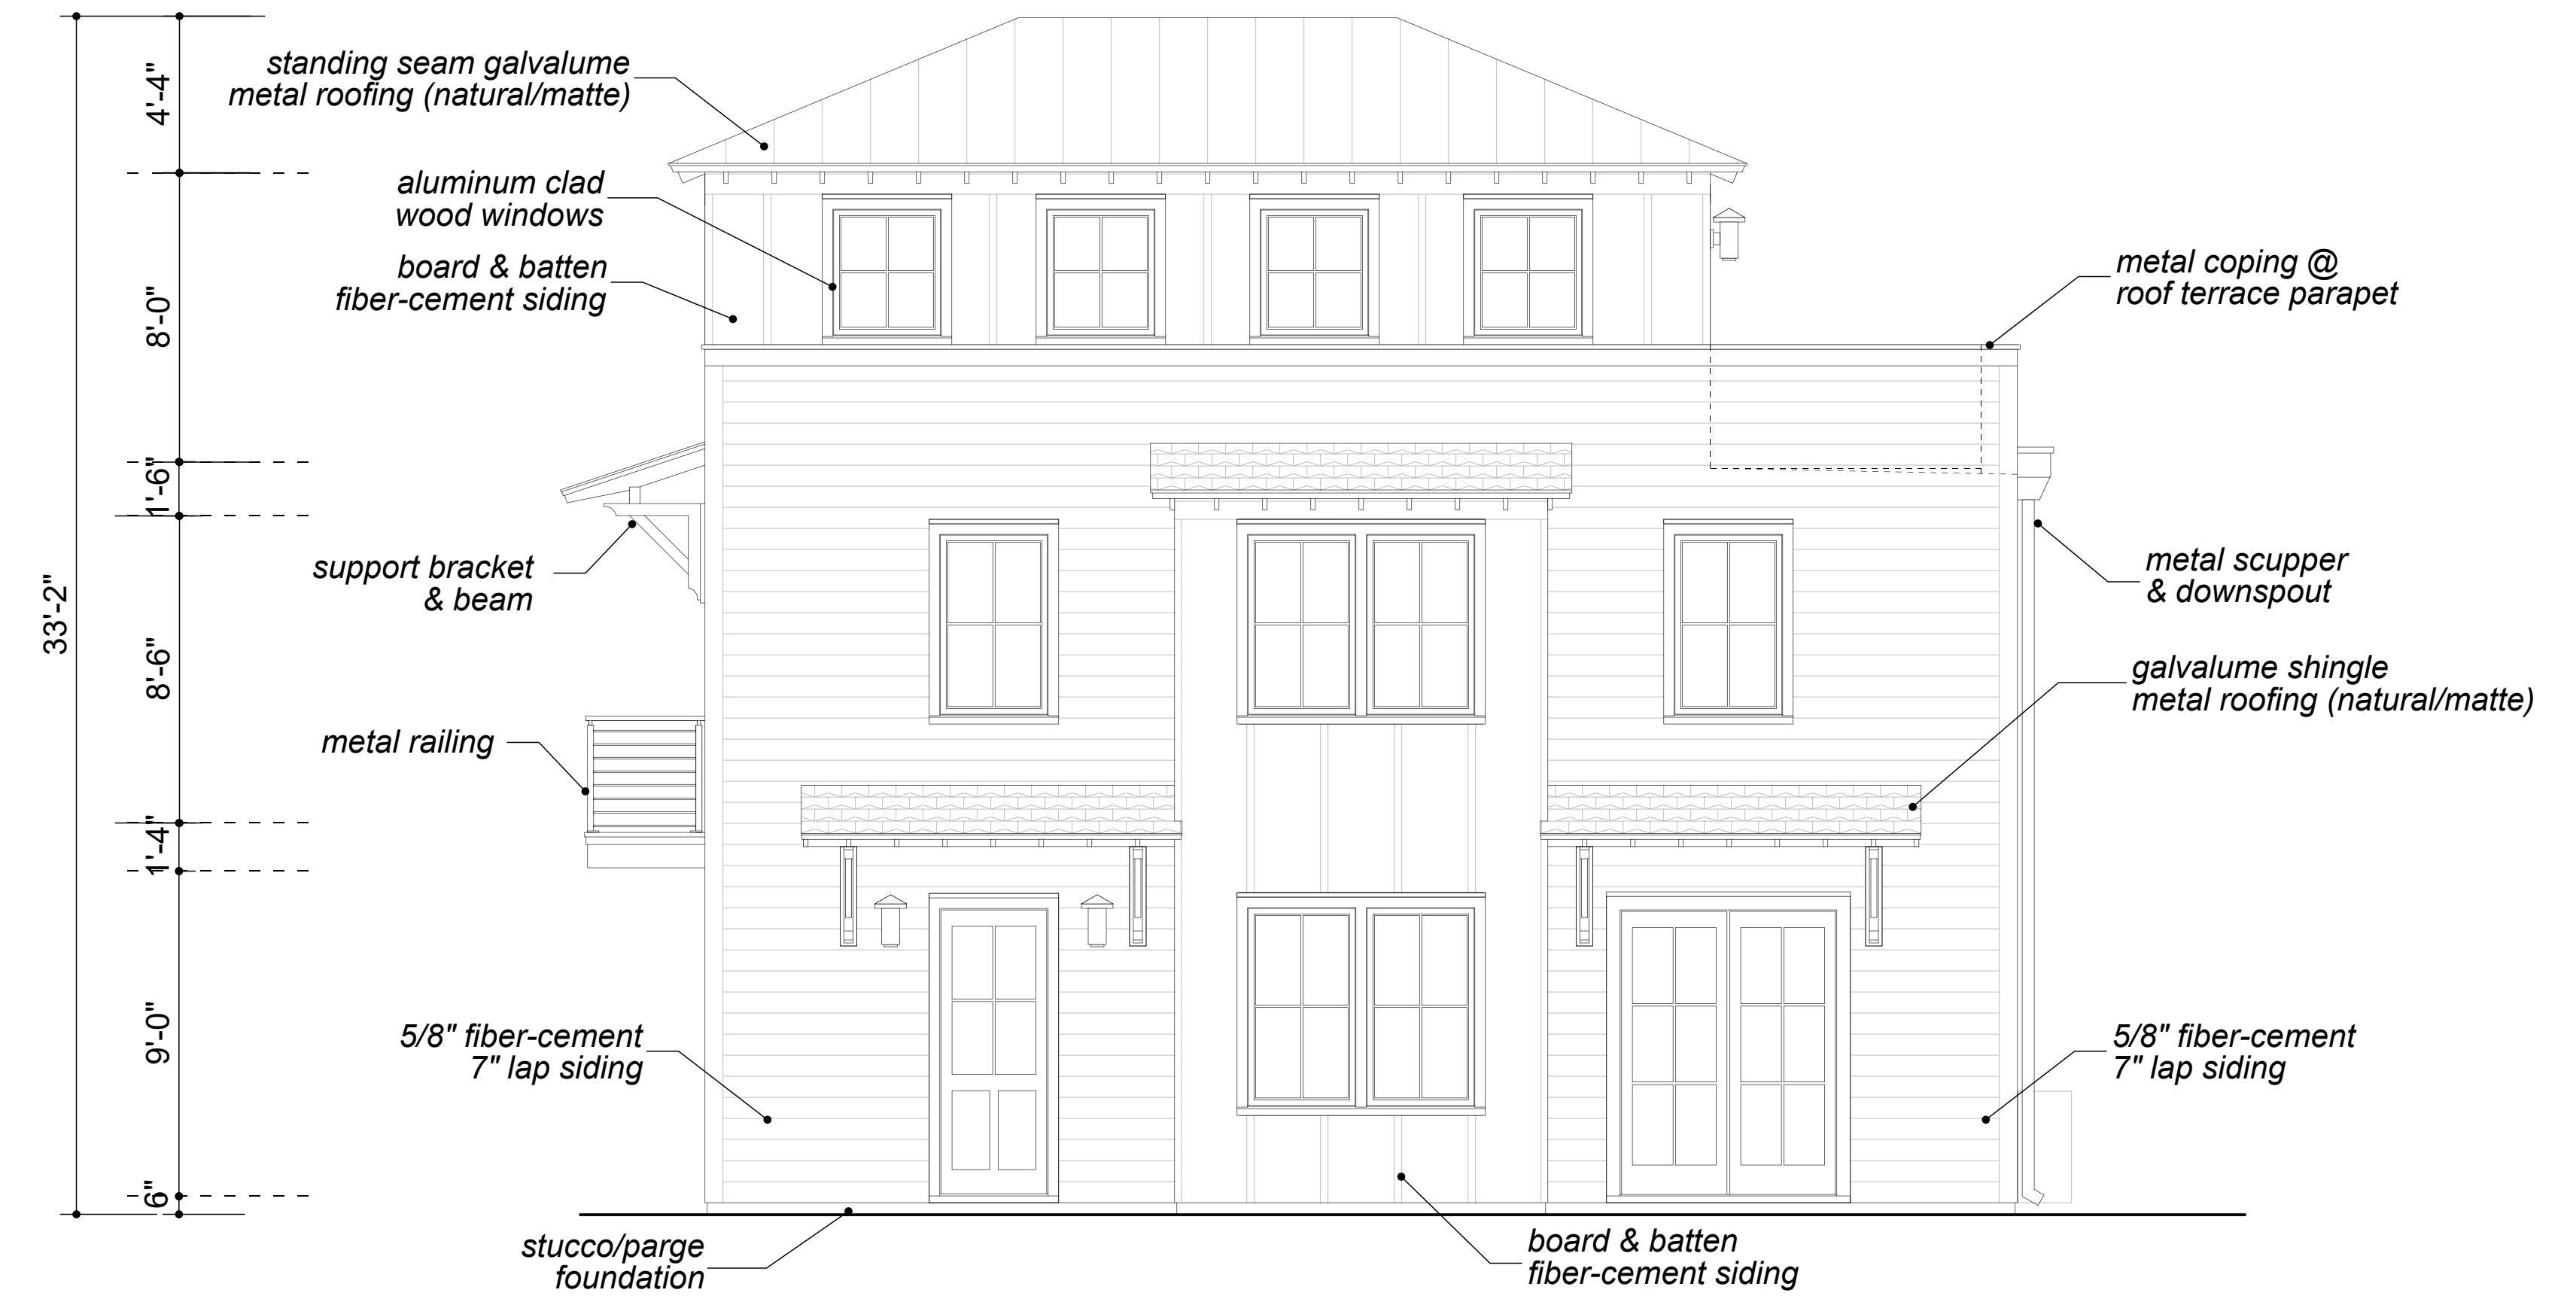 4'-4"
8'-0"
1'-6"
33'-2"
8'-6"
1'-4"
9'-0"
6"
standing seam galvalume
metal roofing (natural/matte)
aluminum clad
wood windows
board & batten
fiber-cement siding
support bracket
& beam
metal railing
5/8" fiber-cement
7" lap siding
stucco/parge
foundation
metal coping @
roof terrace parapet
metal scupper
& downspout
galvalume shingle
metal roofing (natural/matte)
5/8" fiber-cement
7" lap siding
board & batten
fiber-cement siding